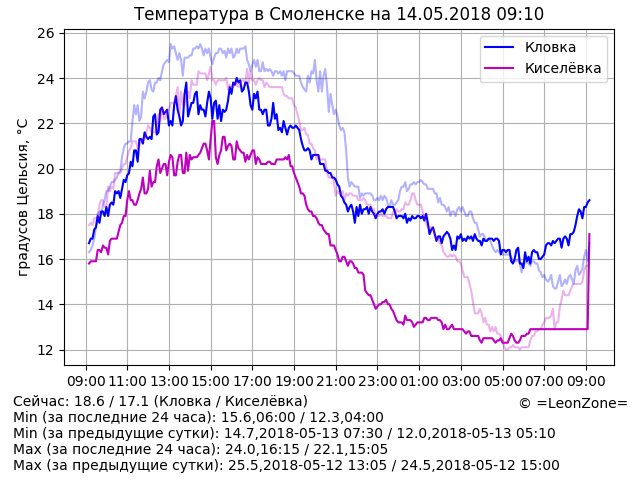 Температура в Смоленске на 14.05.2018 09:10
26
24
22
20
18
16
14
12
градусов Цельсия, °C
Кловка
Киселёвка
09:00 11:00 13:00 15:00 17:00 19:00 21:00 23:00 01:00 03:00 05:00 07:00 09:00
Сейчас: 18.6 / 17.1 (Кловка / Киселёвка)
© =LeonZone=
Min (за последние 24 часа): 15.6,06:00 / 12.3,04:00
Min (за предыдущие сутки): 14.7,2018-05-13 07:30 / 12.0,2018-05-13 05:10
Max (за последние 24 часа): 24.0,16:15 / 22.1,15:05
Max (за предыдущие сутки): 25.5,2018-05-12 13:05 / 24.5,2018-05-12 15:00